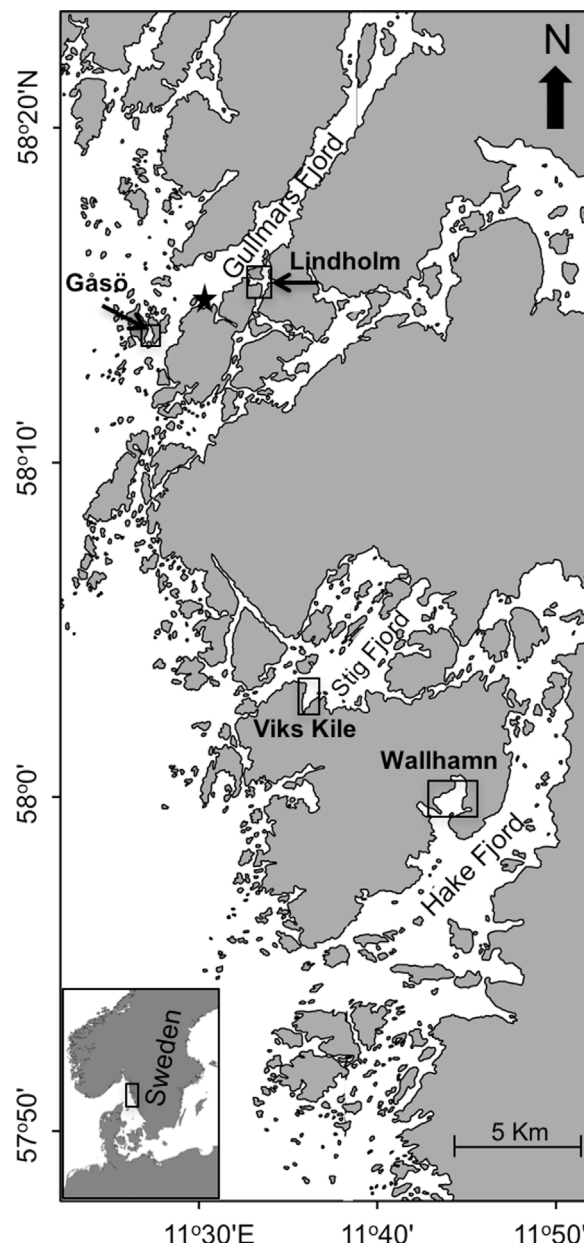 N
58°20'N
Gullmars Fjord
Lindholm
Gåsö
58°10'
Stig Fjord
Viks Kile
Wallhamn
58°0'
Hake Fjord
Sweden
57°50'
5 Km
11°30'E
11°40'
11°50'